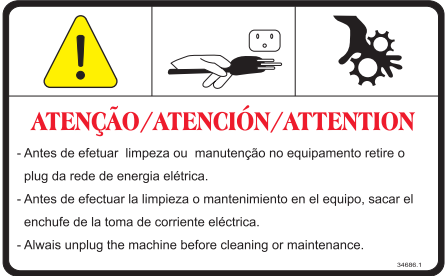 ATENÇÃO/ATENCIÓN/ATTENTION
- Antes de efetuar limpeza ou manutenção no equipamento retire o
plug da rede de energia elétrica.
- Antes de efectuar la limpieza o mantenimiento en el equipo, sacar el
enchufe de la toma de corriente eléctrica.
- Alwais unplug the machine before cleaning or maintenance.
34686.1